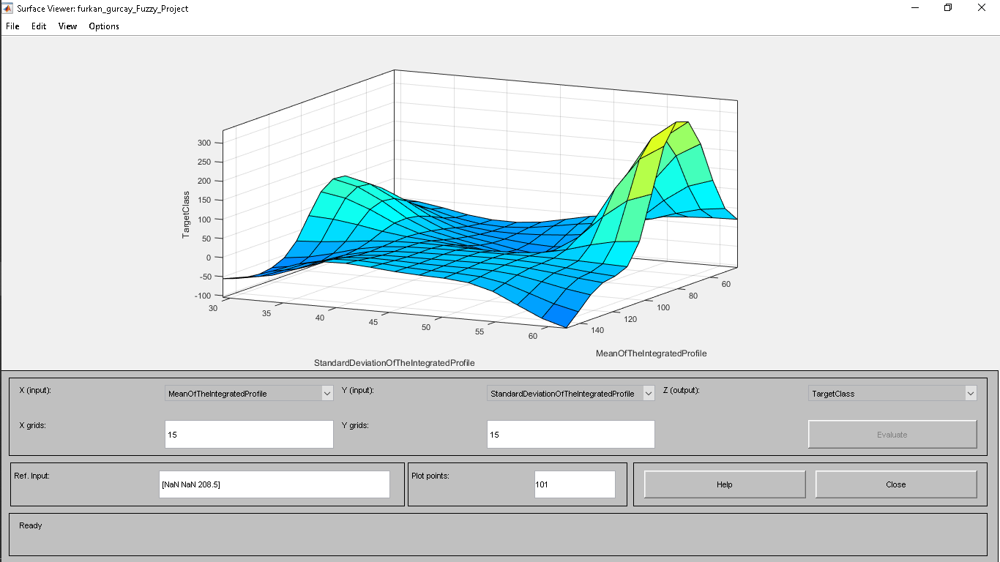 Surface Viewer: furkan_gurcay_Fuzzy_Project
File Edit View Options
300
250
200
150
100
50
0
-50
-100
TargetClass
30
35
40
45
50
55
60
StandardDeviationOfTheIntegratedProfile
140
120
100
80
60
MeanOfTheIntegratedProfile
X (input): MeanOfTheIntegratedProfile Y (input): StandardDeviationOfTheIntegratedProfile Z (output): TargetClass
X grids: 15 Y grids: 15 Evaluate
Ref. Input: [NaN NaN 208.5] Plot points: 101 Help Close
Ready